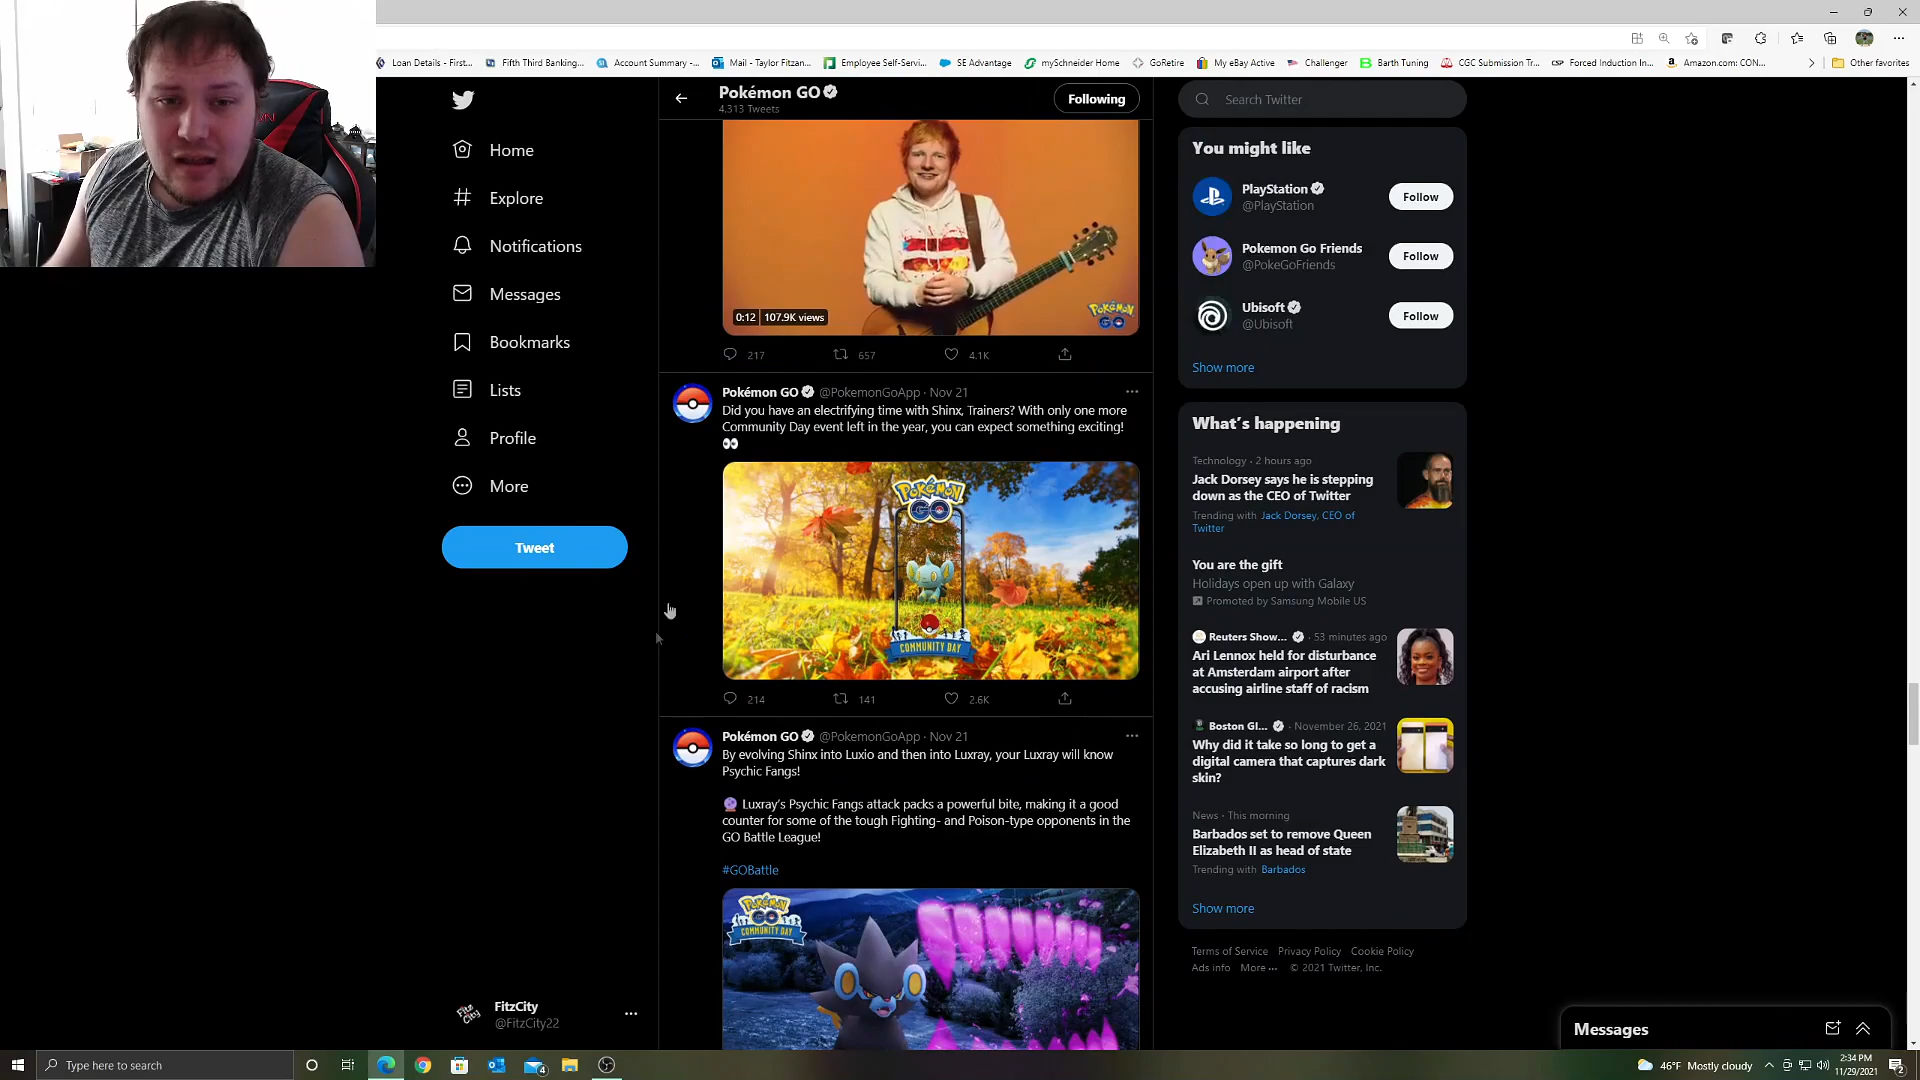 Loan Details - First...
Fifth Third Banking...
Account Summary -...
Mail - Taylor Fitzan...
Employee Self-Servi...
SE Advantage
mySchneider Home
GoRetire
My eBay Active
Challenger
Barth Tuning
CGC Submission Tr...
CSP Forced Induction In...
Amazon.com: CON...
Other favorites
Home
Explore
Notifications
Messages
Bookmarks
Lists
Profile
More
Tweet
FitzCity
@FitzCity22
Pokémon GO
4,313 Tweets
Following
0:12 107.9K views
POKÉMON GO
217 657 4.1K
Pokémon GO @PokemonGoApp · Nov 21
Did you have an electrifying time with Shinx, Trainers? With only one more
Community Day event left in the year, you can expect something exciting!
POKÉMON
GO
COMMUNITY DAY
214 141 2.6K
Pokémon GO @PokemonGoApp · Nov 21
By evolving Shinx into Luxio and then into Luxray, your Luxray will know
Psychic Fangs!
Luxray’s Psychic Fangs attack packs a powerful bite, making it a good
counter for some of the tough Fighting- and Poison-type opponents in the
GO Battle League!
#GOBattle
POKÉMON
GO
COMMUNITY DAY
Search Twitter
You might like
PlayStation
@PlayStation
Follow
Pokemon Go Friends
@PokeGoFriends
Follow
Ubisoft
@Ubisoft
Follow
Show more
What’s happening
Technology · 2 hours ago
Jack Dorsey says he is stepping
down as the CEO of Twitter
Trending with Jack Dorsey, CEO of
Twitter
You are the gift
Holidays open up with Galaxy
Promoted by Samsung Mobile US
Reuters Show... · 53 minutes ago
Ari Lennox held for disturbance
at Amsterdam airport after
accusing airline staff of racism
Boston Gl... · November 26, 2021
Why did it take so long to get a
digital camera that captures dark
skin?
News · This morning
Barbados set to remove Queen
Elizabeth II as head of state
Trending with Barbados
Show more
Terms of Service Privacy Policy Cookie Policy
Ads info More ··· © 2021 Twitter, Inc.
Messages
Type here to search
4
46°F Mostly cloudy
2:34 PM
11/29/2021
2